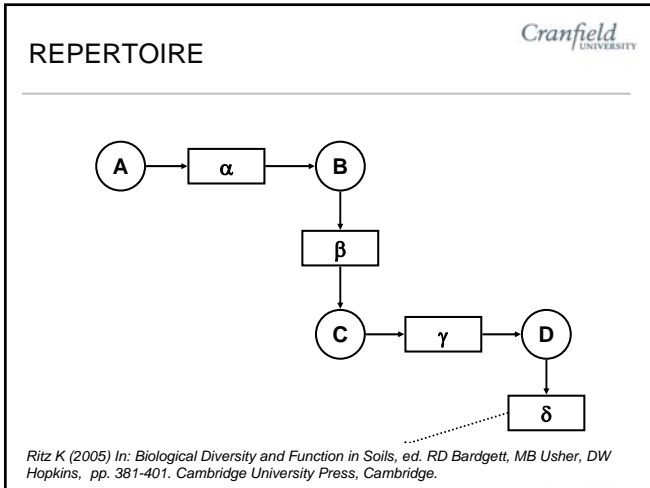 REPERTOIRE
Cranfield
UNIVERSITY
A
α
B
β
C
γ
D
δ
Ritz K (2005) In: Biological Diversity and Function in Soils, ed. RD Bardgett, MB Usher, DW
Hopkins, pp. 381-401. Cambridge University Press, Cambridge.